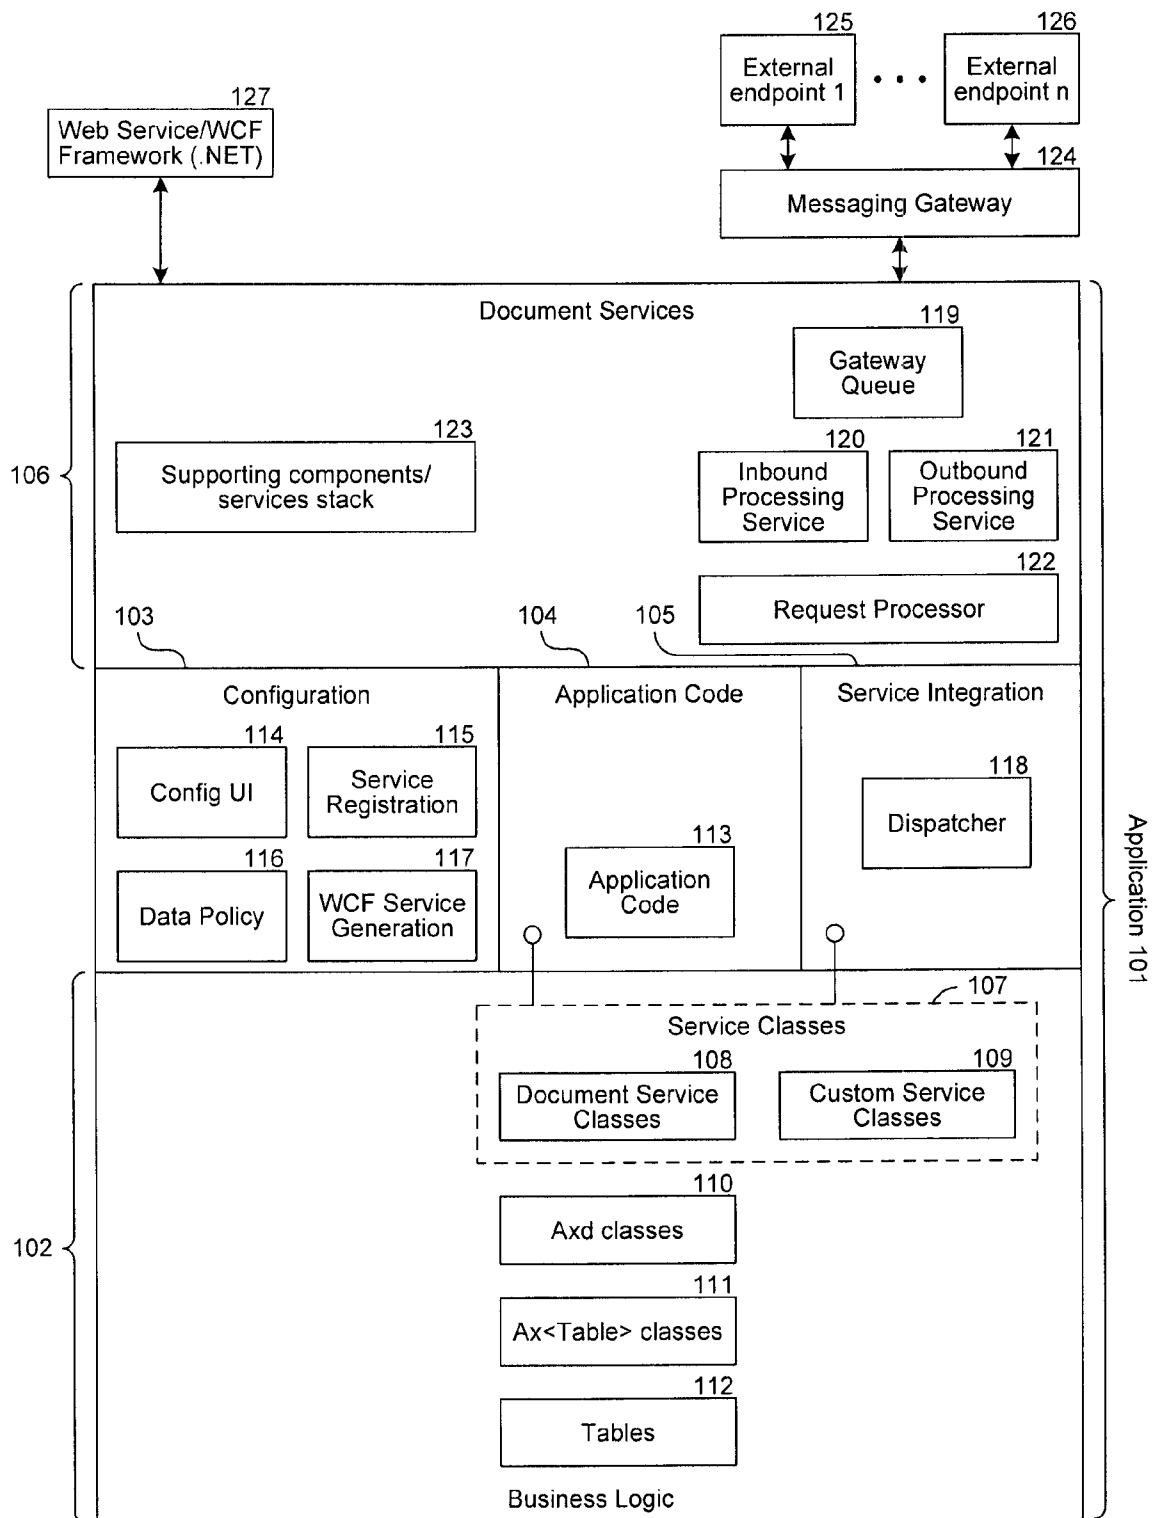 125
126
External
endpoint 1
• • •
External
endpoint n
127
Web Service/WCF
Framework (.NET)
124
Messaging Gateway
106
Document Services
119
Gateway
Queue
123
Supporting components/
services stack
120
Inbound
Processing
Service
121
Outbound
Processing
Service
122
Request Processor
103
104
105
Configuration
114
Config UI
115
Service
Registration
116
Data Policy
117
WCF Service
Generation
Application Code
113
Application
Code
Service Integration
118
Dispatcher
Application 101
102
107
Service Classes
108
Document Service
Classes
109
Custom Service
Classes
110
Axd classes
111
Ax<Table> classes
112
Tables
Business Logic